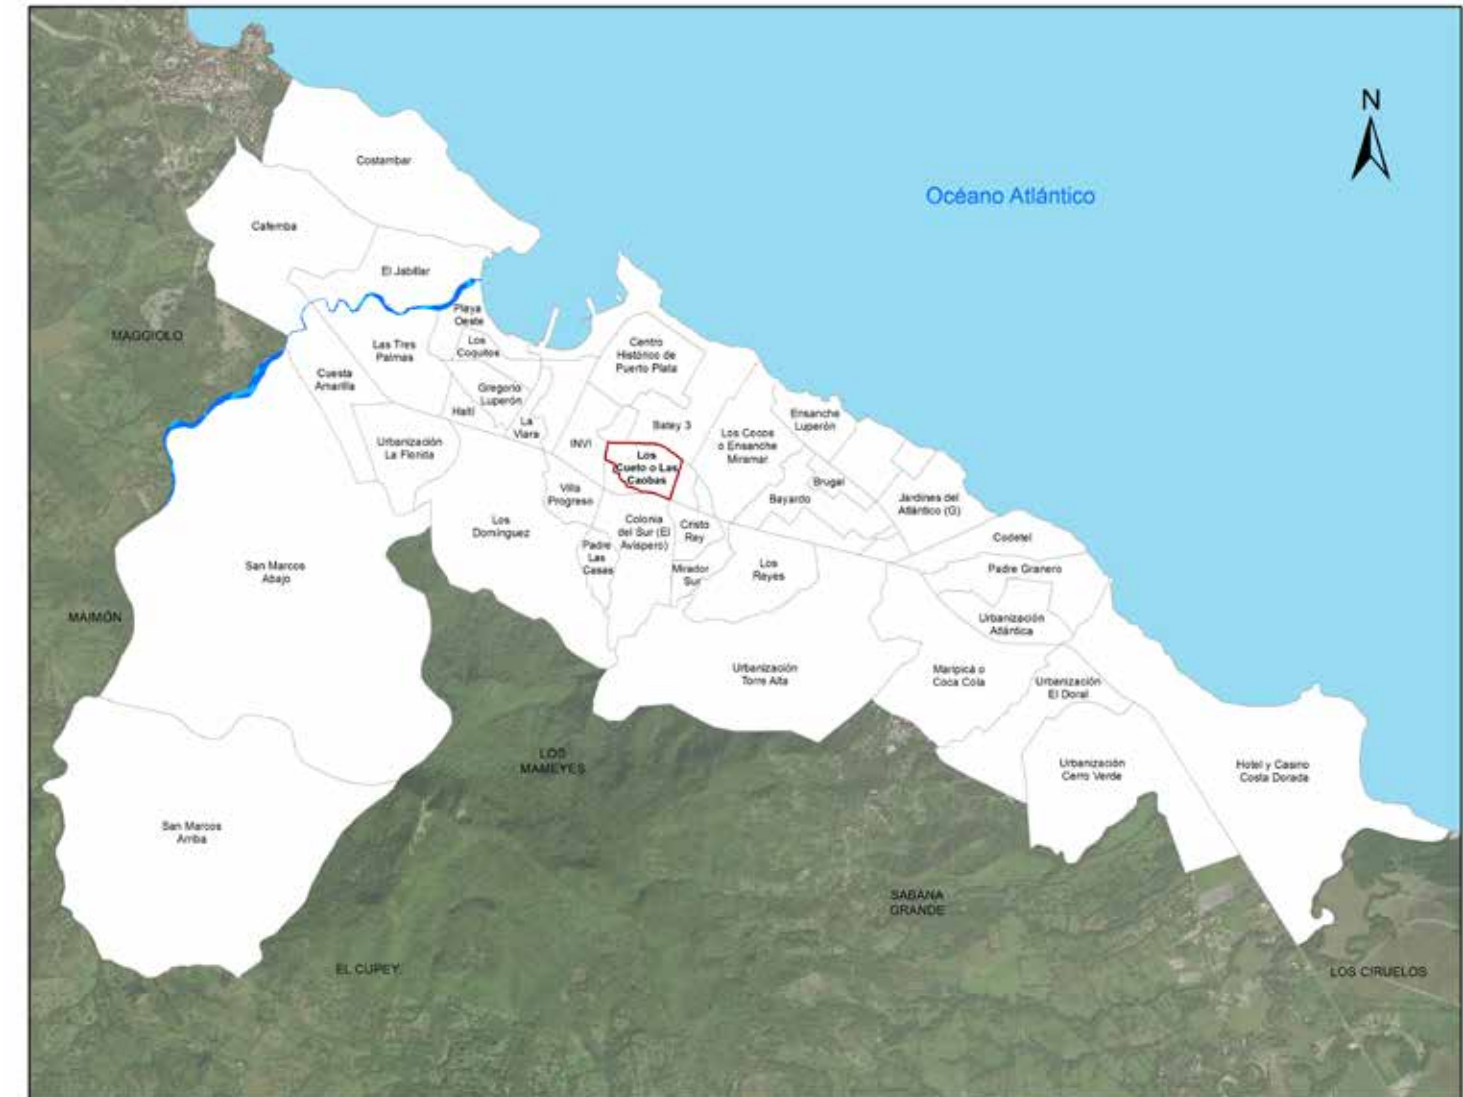 N
Océano Atlántico
Costambar
Cafemba
El Jabillar
MAGGIOLO
Playa
Oeste
Los
Coquitos
Las Tres
Palmas
Cuesta
Amarilla
Centro
Histórico de
Puerto Plata
Gregorio
Luperón
Haití
La
Viara
Urbanización
La Florida
INVI
Batey 3
Los Cocos
o Ensanche
Miramar
Ensanche
Luperón
Los
Cueto o Las
Caobas
Villa
Progreso
Brugal
Bayardo
Jardines del
Atlántico (G)
Los
Domínguez
Colonia
del Sur (El
Avispero)
Cristo
Rey
Codetel
Padre
Las
Casas
Mirador
Sur
Los
Reyes
Padre Granero
San Marcos
Abajo
MAIMÓN
Urbanización
Atlántica
Urbanización
Torre Alta
Maripicá o
Coca Cola
Urbanización
El Doral
LOS
MAMEYES
Urbanización
Cerro Verde
Hotel y Casino
Costa Dorada
San Marcos
Arriba
SABANA
GRANDE
EL CUPEY.
LOS CIRUELOS